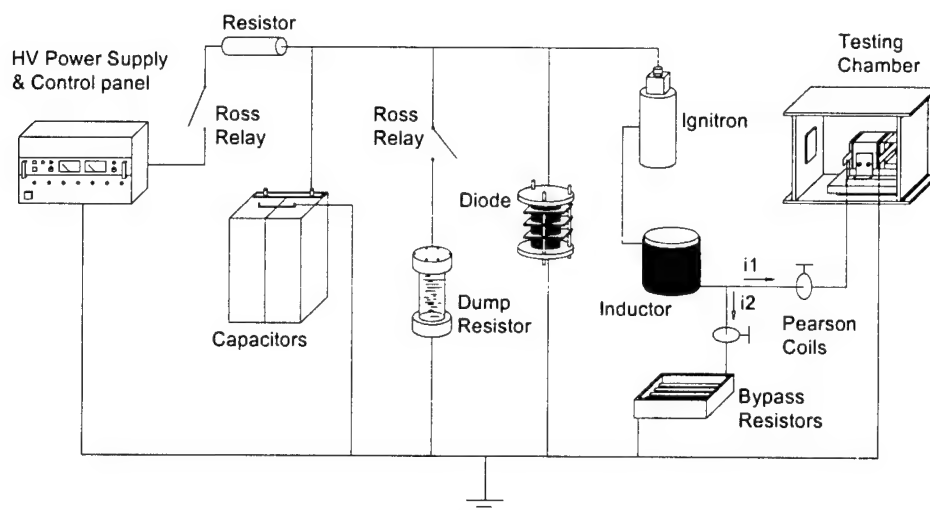 Resistor
HV Power Supply
& Control panel
Ross
Relay
Ross
Relay
Ignitron
Testing
Chamber
Diode
Capacitors
Dump
Resistor
Inductor
i1
i2
Pearson
Coils
Bypass
Resistors